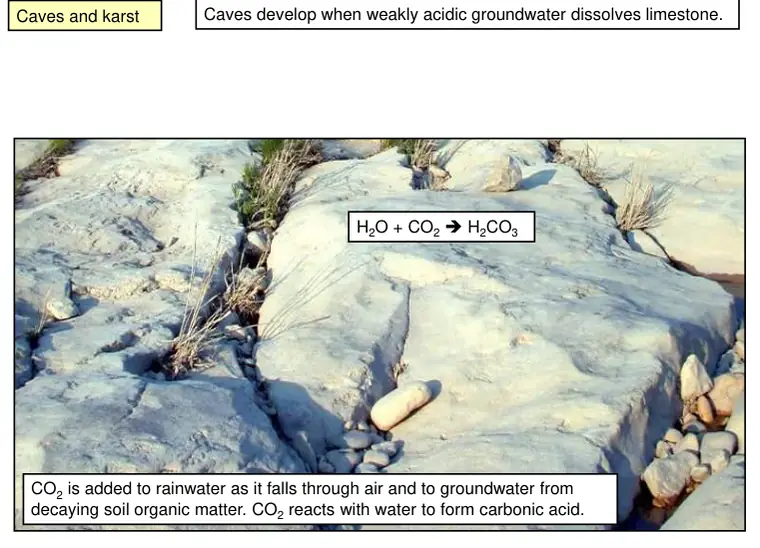 Caves and karst
Caves develop when weakly acidic groundwater dissolves limestone.
H₂O + CO₂ 🡺 H₂CO₃
CO₂ is added to rainwater as it falls through air and to groundwater from
decaying soil organic matter. CO₂ reacts with water to form carbonic acid.